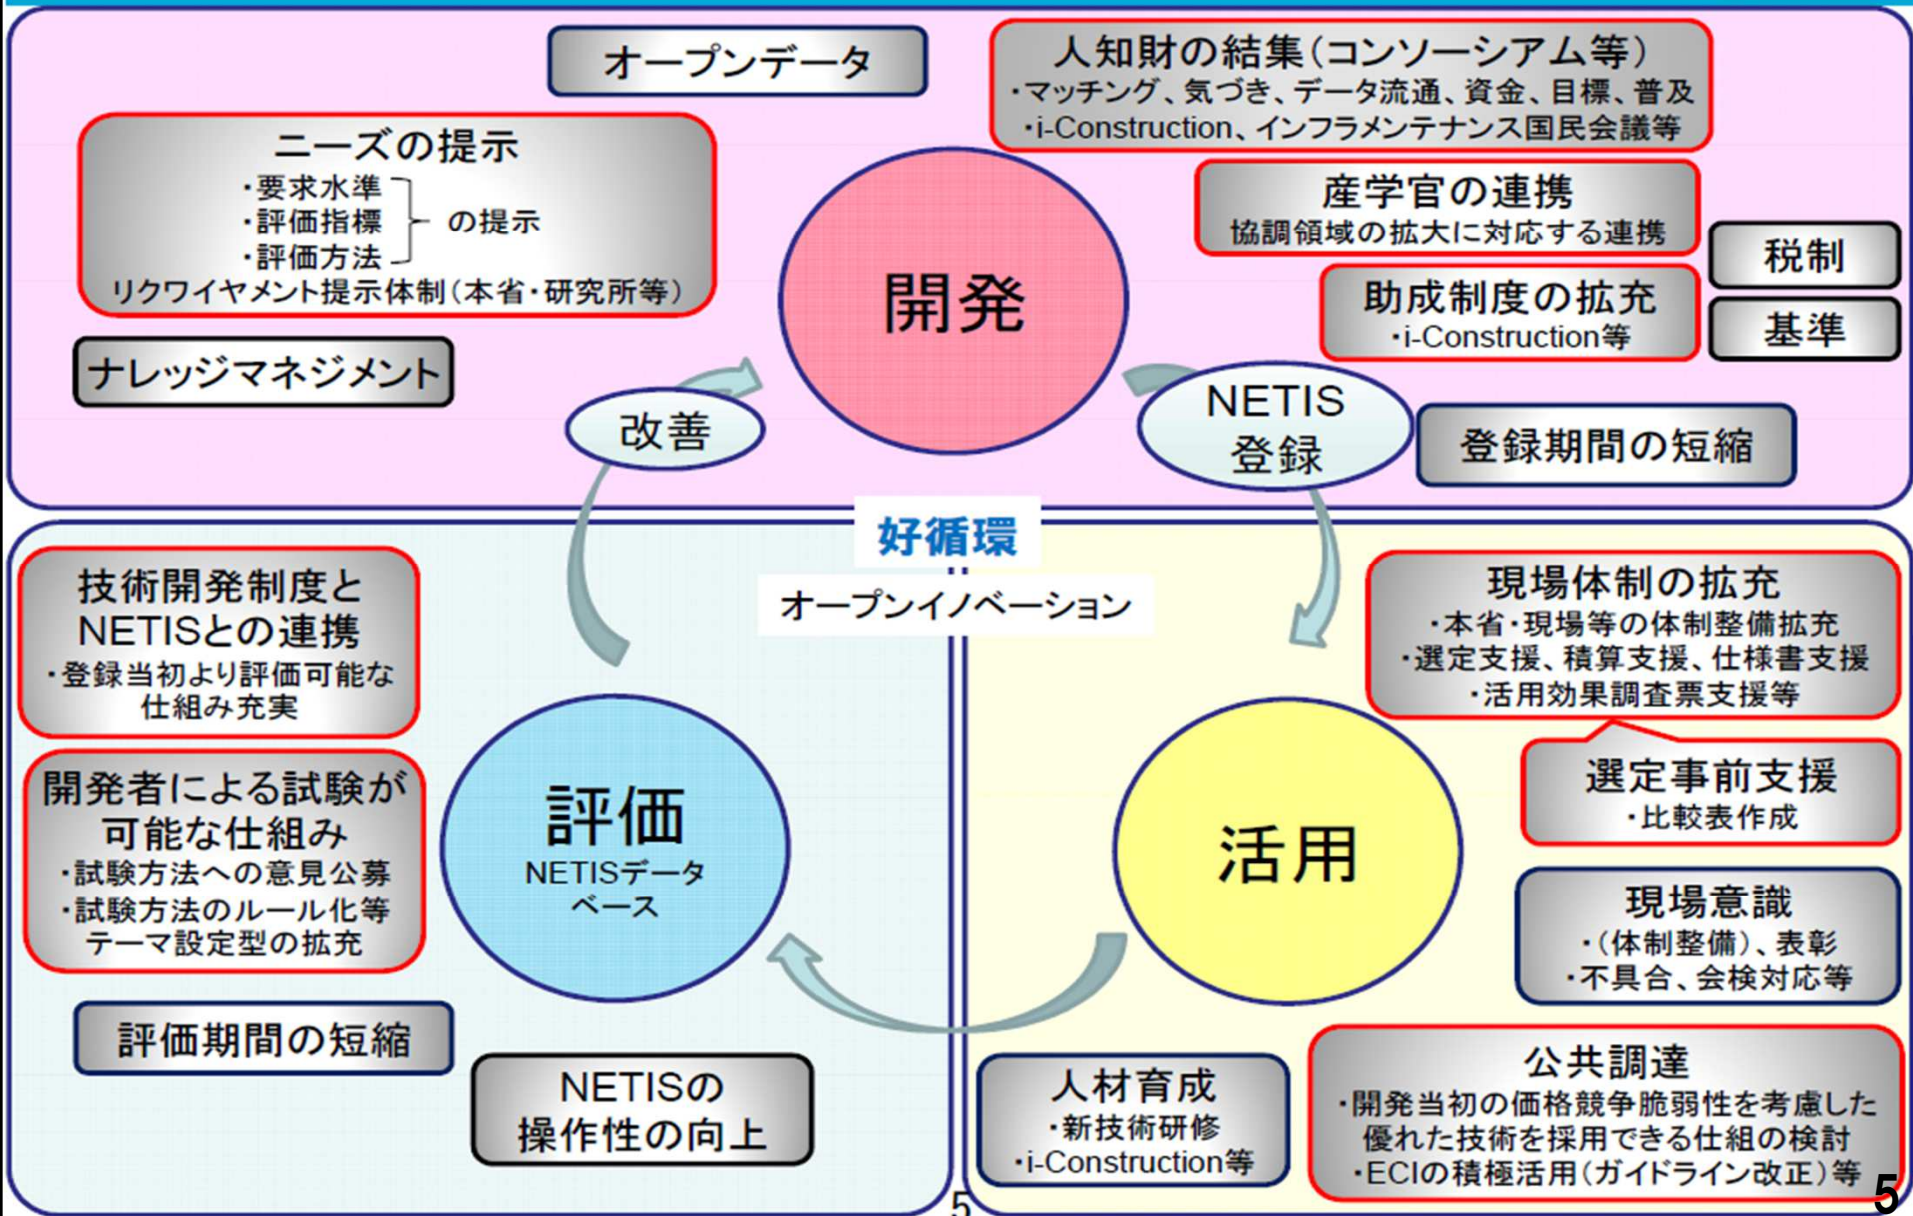 オープンデータ
人知財の結集(コンソーシアム等)
・マッチング、気づき、データ流通、資金、目標、普及
・i-Construction、インフラメンテナンス国民会議等
ニーズの提示
・要求水準
・評価指標
・評価方法
の提示
リクワイヤメント提示体制(本省・研究所等)
産学官の連携
協調領域の拡大に対応する連携
税制
助成制度の拡充
・i-Construction等
基準
開発
ナレッジマネジメント
改善
NETIS
登録
登録期間の短縮
好循環
オープンイノベーション
技術開発制度と
NETISとの連携
・登録当初より評価可能な
仕組み充実
開発者による試験が
可能な仕組み
・試験方法への意見公募
・試験方法のルール化等
テーマ設定型の拡充
評価
NETISデータ
ベース
評価期間の短縮
NETISの
操作性の向上
現場体制の拡充
・本省・現場等の体制整備拡充
・選定支援、積算支援、仕様書支援
・活用効果調査票支援等
選定事前支援
・比較表作成
活用
現場意識
・(体制整備)、表彰
・不具合、会検対応等
人材育成
・新技術研修
・i-Construction等
公共調達
・開発当初の価格競争脆弱性を考慮した
優れた技術を採用できる仕組の検討
・ECIの積極活用(ガイドライン改正)等
5
5